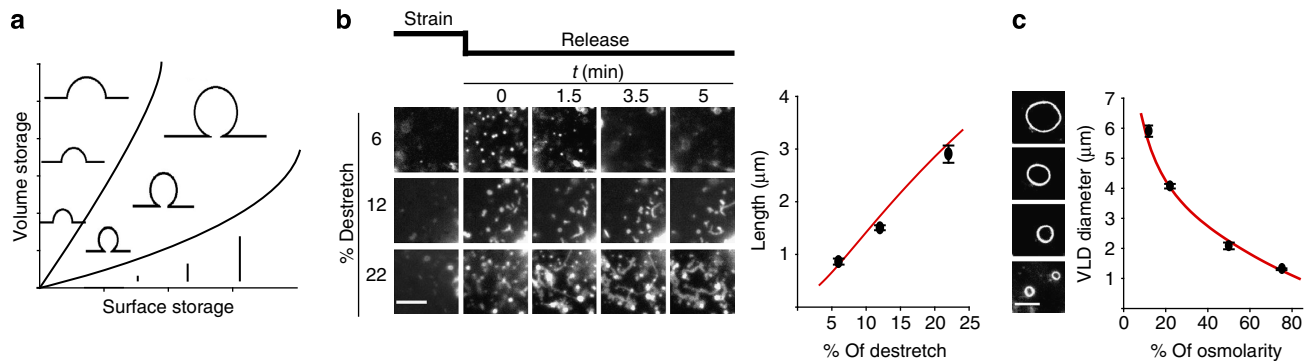 a
Volume storage
Surface storage
b
Strain
Release
t (min)
0 1.5 3.5 5
% Destretch
6
12
22
Length (μm)
4
3
2
1
5 10 15 20 25
% Of destretch
c
VLD diameter (μm)
7
6
5
4
3
2
1
0 20 40 60 80
% Of osmolarity